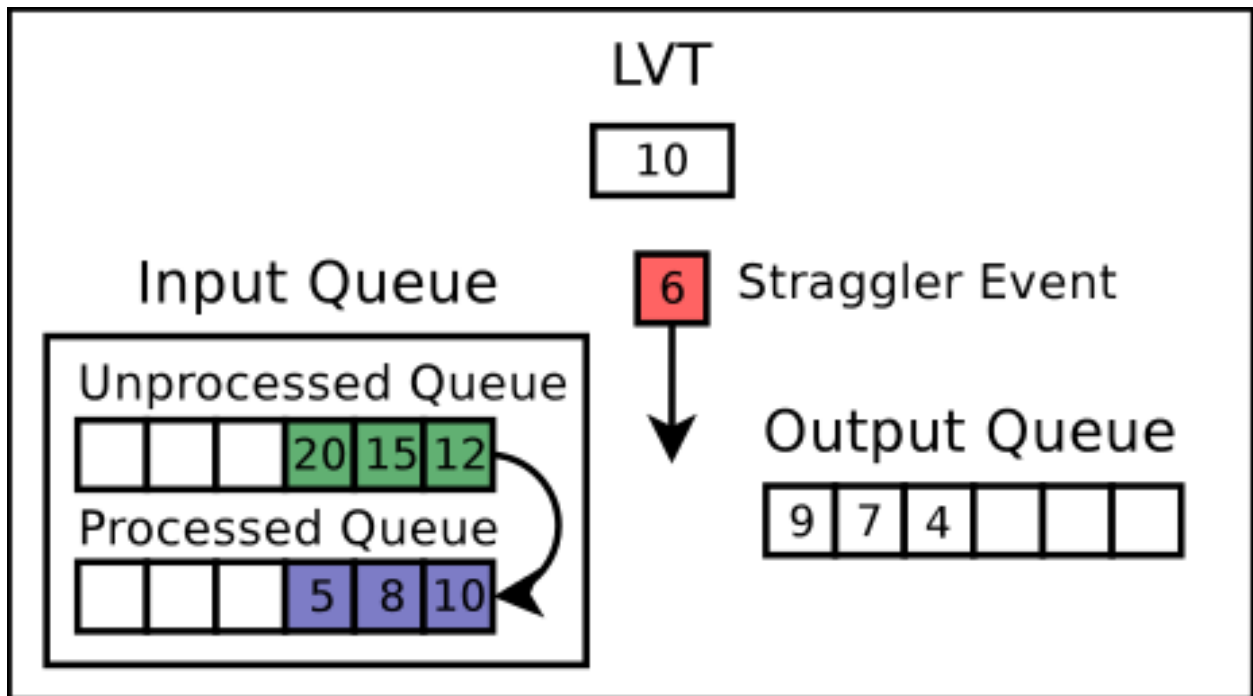 LVT
10
6 Straggler Event
Input Queue
Unprocessed Queue
20 15 12
Processed Queue
5 8 10
Output Queue
9 7 4